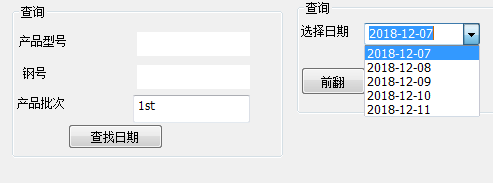 查询
产品型号
钢号
产品批次 1st
查找日期
查询
选择日期 2018-12-07
2018-12-07
2018-12-08
2018-12-09
2018-12-10
2018-12-11
前翻